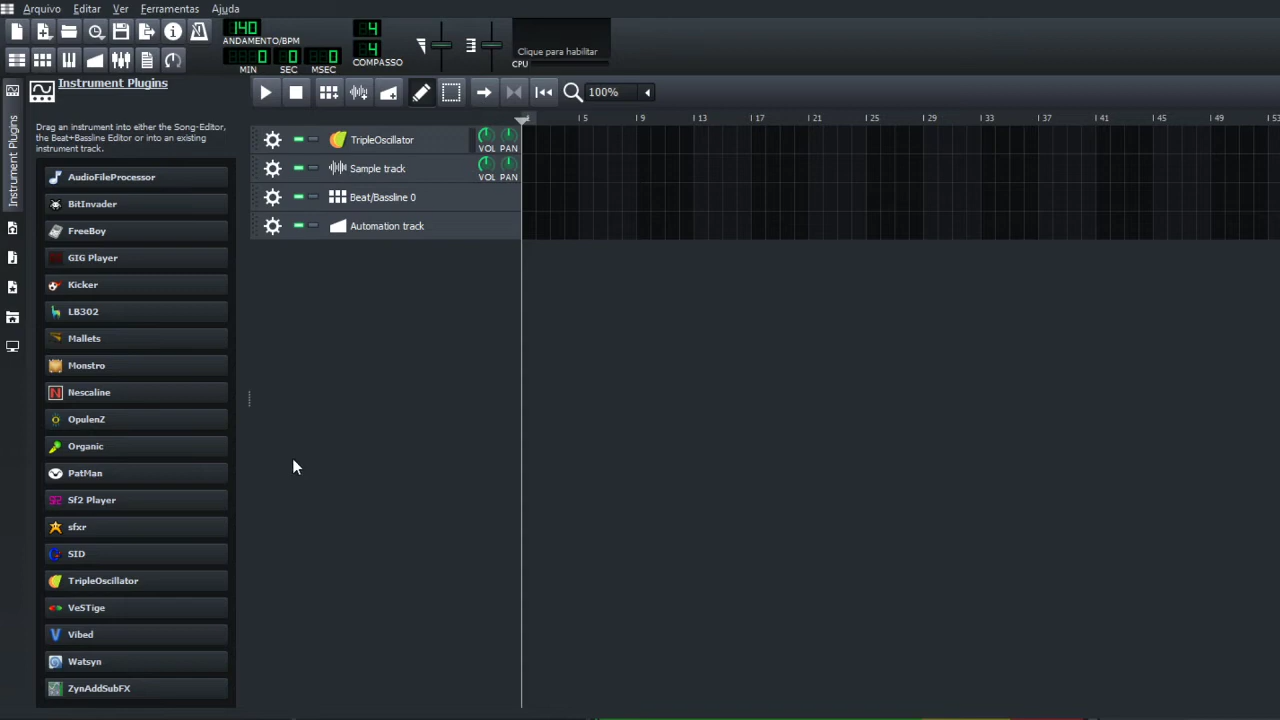 Arquivo Editar Ver Ferramentas Ajuda
140
ANDAMENTO/BPM
4
4
COMPASSO
0 0 0
MIN SEC MSEC
Clique para habilitar
CPU
Instrument Plugins
Instrument Plugins
Drag an instrument into either the Song-Editor,
the Beat+Bassline Editor or into an existing
instrument track.
100%
1 5 9 13 17 21 25 29 33 37 41 45 49 53
AudioFileProcessor
BitInvader
FreeBoy
GIG Player
Kicker
LB302
Mallets
Monstro
Nescaline
OpulenZ
Organic
PatMan
Sf2 Player
sfxr
SID
TripleOscillator
VeSTige
Vibed
Watsyn
ZynAddSubFX
TripleOscillator
VOL PAN
Sample track
VOL PAN
Beat/Bassline 0
Automation track